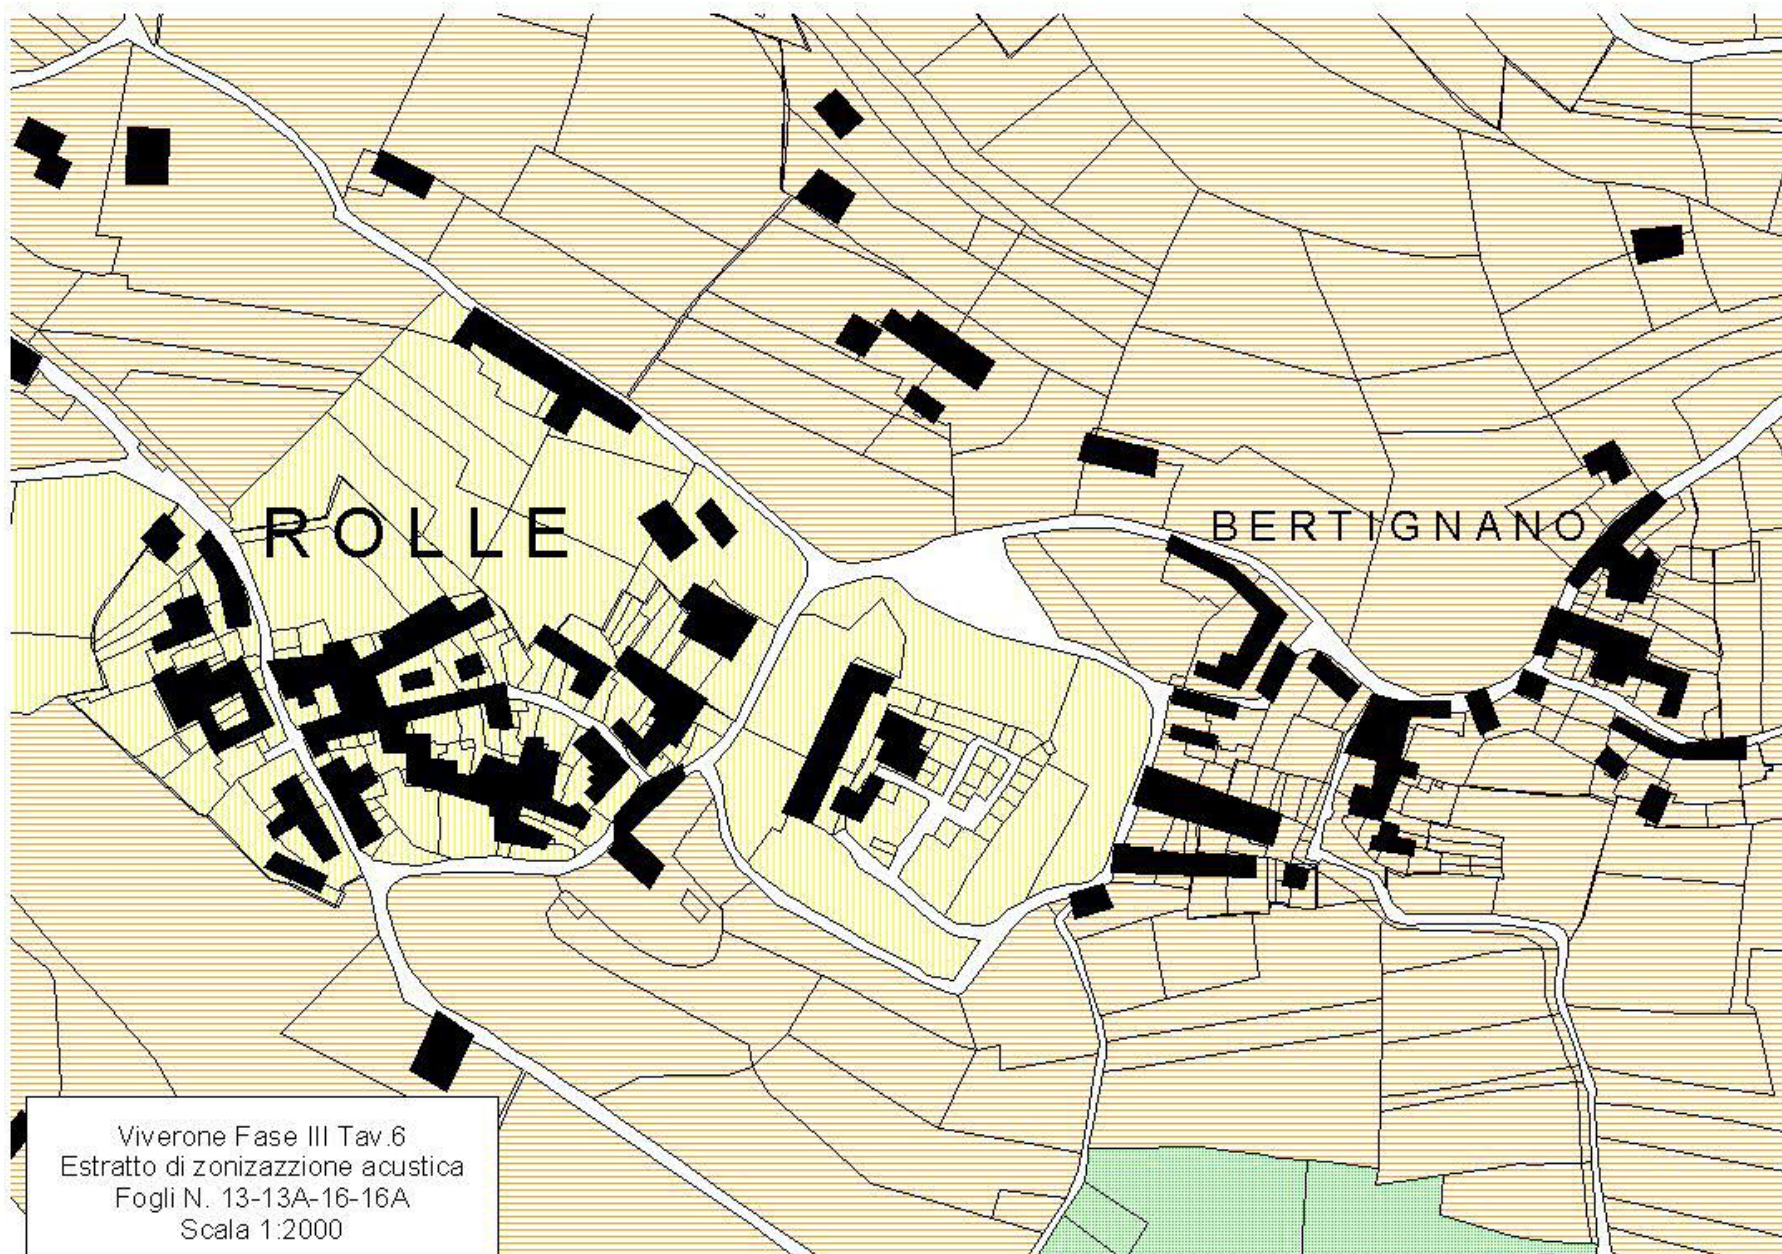 ROLLE
BERTIGNANO
Viverone Fase III Tav.6
Estratto di zonizazzione acustica
Fogli N. 13-13A-16-16A
Scala 1:2000